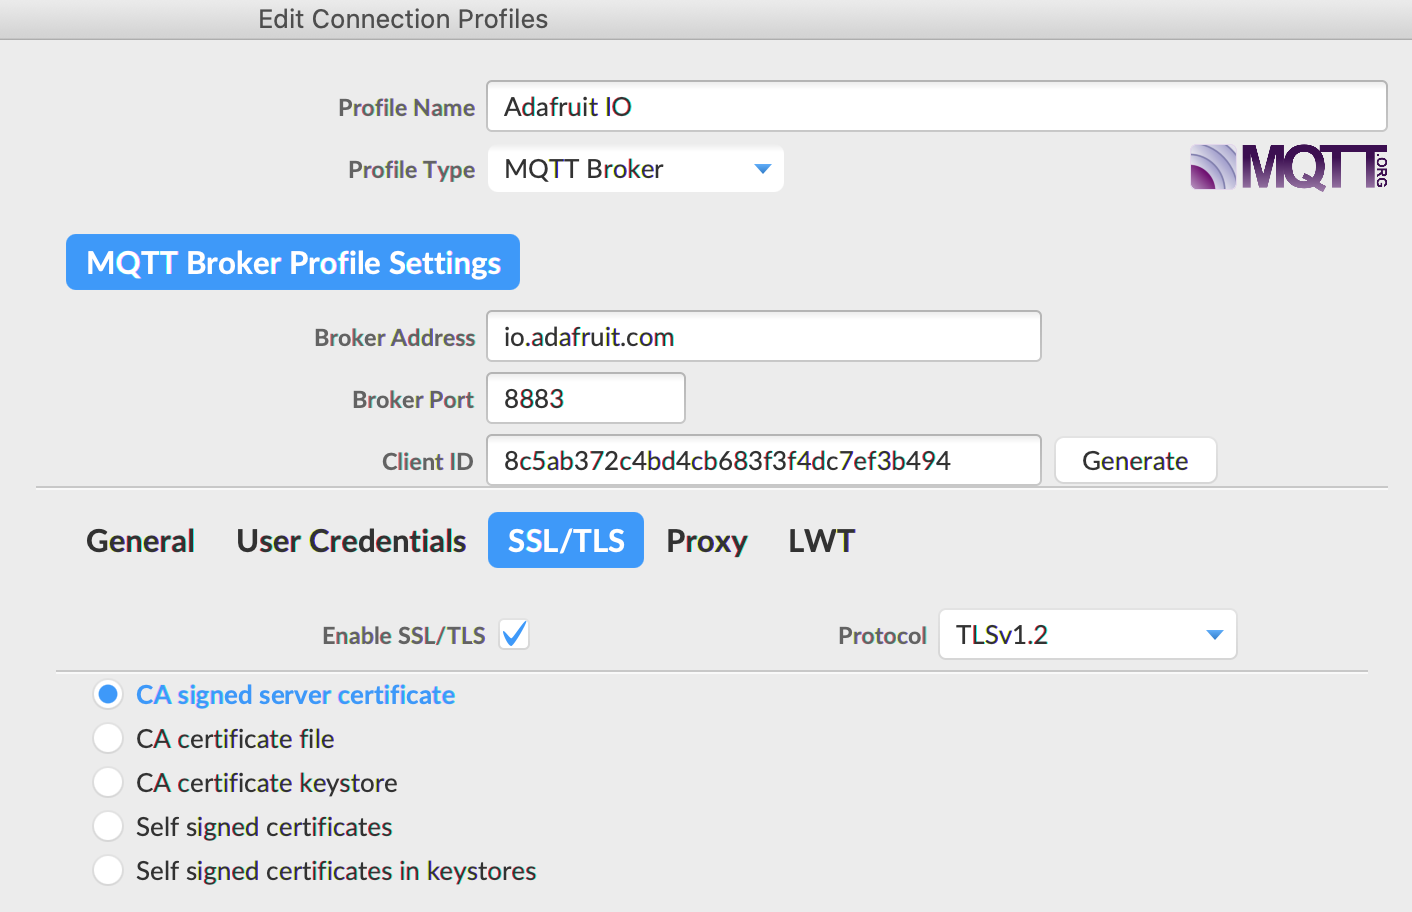 Edit Connection Profiles
Profile Name Adafruit IO
Profile Type MQTT Broker
MQTT.ORG
MQTT Broker Profile Settings
Broker Address io.adafruit.com
Broker Port 8883
Client ID 8c5ab372c4bd4cb683f3f4dc7ef3b494 Generate
General User Credentials SSL/TLS Proxy LWT
Enable SSL/TLS Protocol TLSv1.2
CA signed server certificate
CA certificate file
CA certificate keystore
Self signed certificates
Self signed certificates in keystores